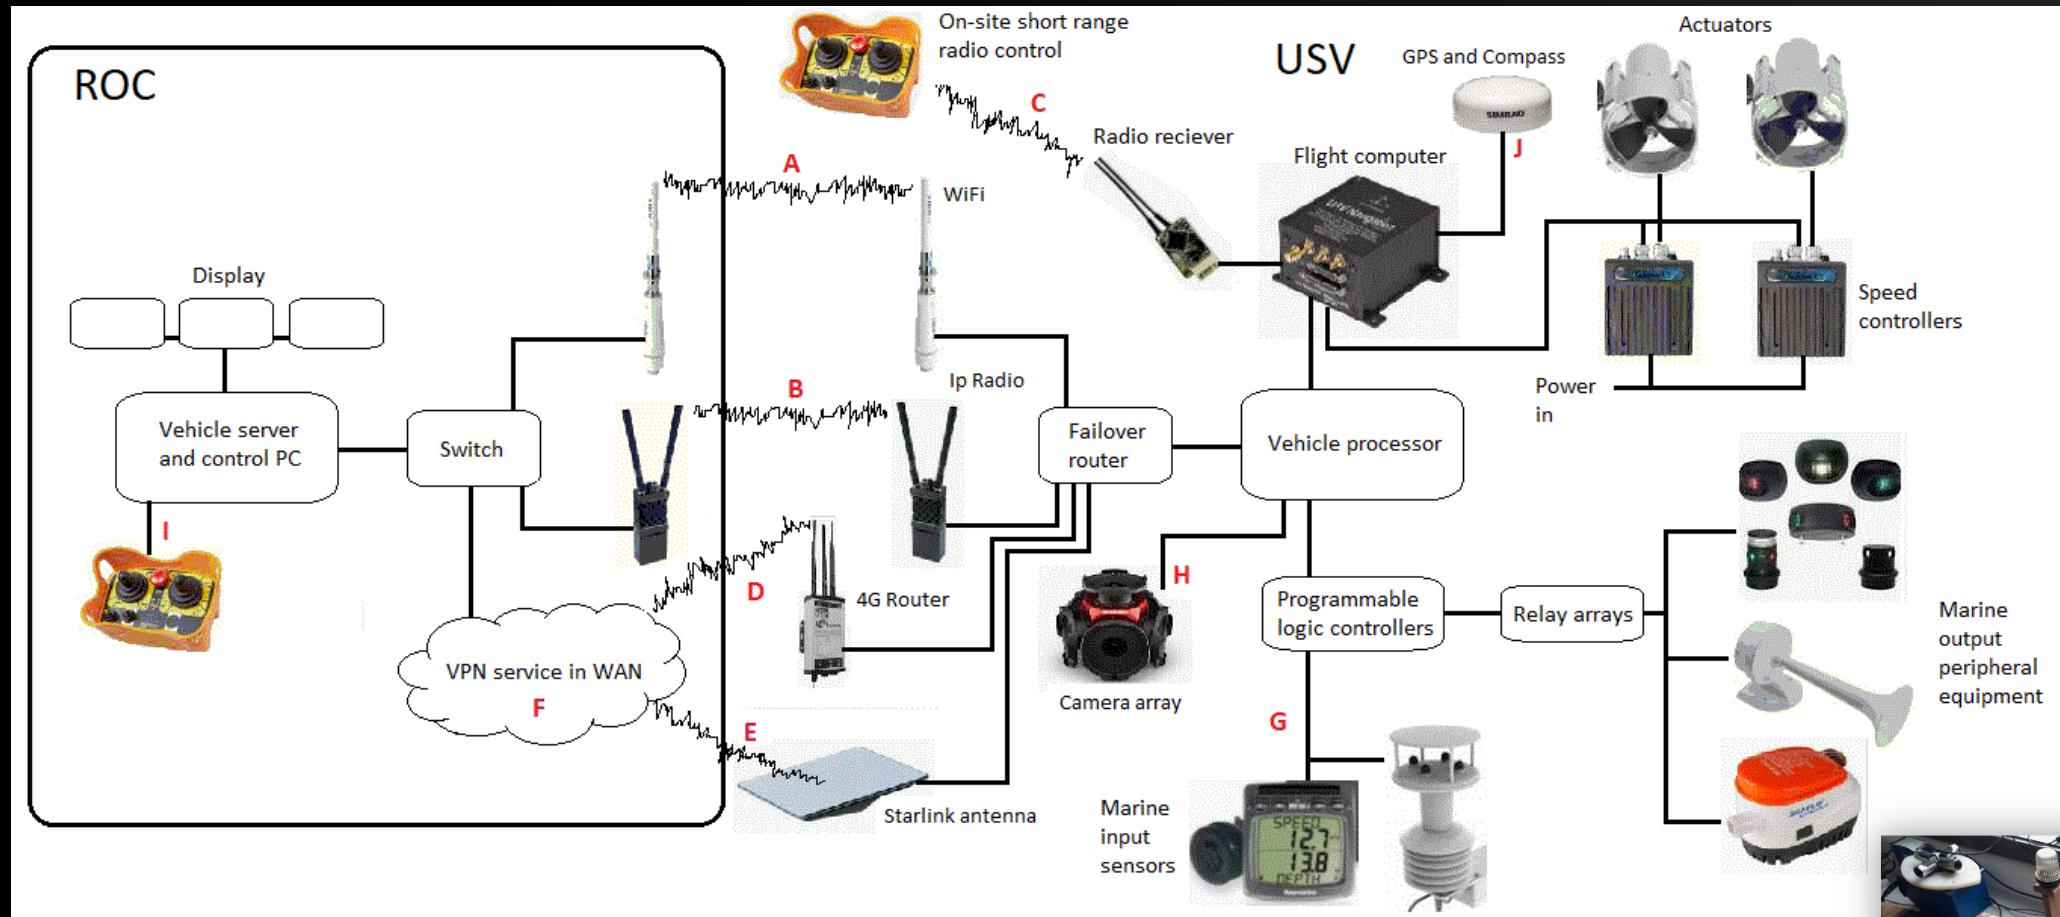 On-site short range
radio control
ROC
USV
GPS and Compass
Actuators
SIMRAD
C
J
Radio reciever
Flight computer
A
WiFi
Display
Speed
controllers
Ip Radio
B
Power
in
Vehicle server
and control PC
Switch
Failover
router
Vehicle processor
I
D
4G Router
H
Programmable
logic controllers
Relay arrays
Marine
output
peripheral
equipment
VPN service in WAN
F
Camera array
E
G
Starlink antenna
Marine
input
sensors
SPEED
12.7
13.8
DEPTH